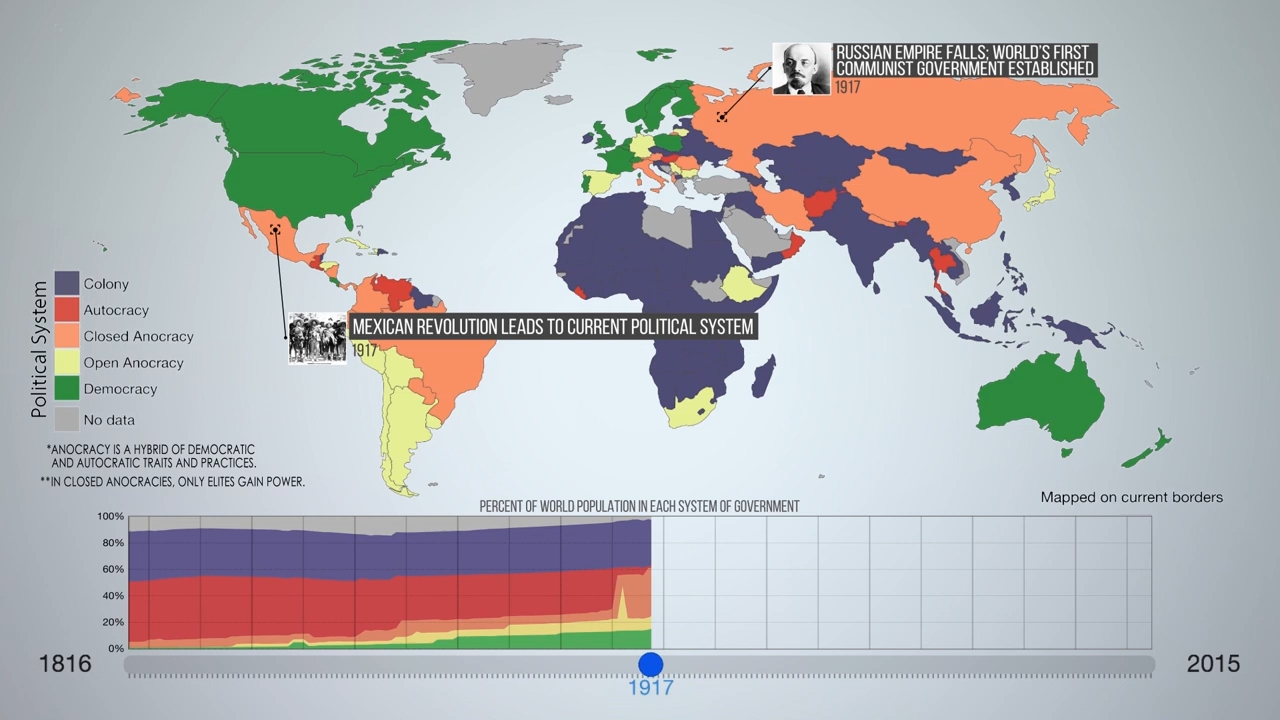 RUSSIAN EMPIRE FALLS; WORLD'S FIRST
COMMUNIST GOVERNMENT ESTABLISHED
1917
MEXICAN REVOLUTION LEADS TO CURRENT POLITICAL SYSTEM
1917
Political System
Colony
Autocracy
Closed Anocracy
Open Anocracy
Democracy
No data
*ANOCRACY IS A HYBRID OF DEMOCRATIC
AND AUTOCRATIC TRAITS AND PRACTICES.
**IN CLOSED ANOCRACIES, ONLY ELITES GAIN POWER.
Mapped on current borders
PERCENT OF WORLD POPULATION IN EACH SYSTEM OF GOVERNMENT
100%
80%
60%
40%
20%
0%
1816
2015
1917